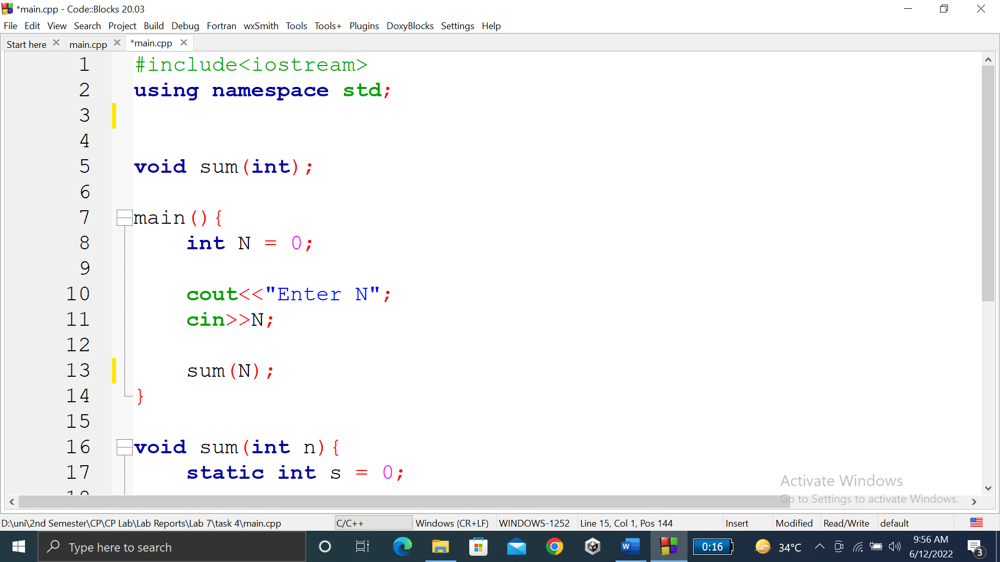 *main.cpp - Code::Blocks 20.03
File Edit View Search Project Build Debug Fortran wxSmith Tools Tools+ Plugins DoxyBlocks Settings Help
Start here main.cpp *main.cpp
1 #include<iostream>
2 using namespace std;
3
4
5 void sum(int);
6
7 main(){
8 int N = 0;
9
10 cout<<"Enter N";
11 cin>>N;
12
13 sum(N);
14 }
15
16 void sum(int n){
17 static int s = 0;
Activate Windows
Go to Settings to activate Windows.
D:\uni\2nd Semester\CP\CP Lab\Lab Reports\Lab 7\task 4\main.cpp C/C++ Windows (CR+LF) WINDOWS-1252 Line 15, Col 1, Pos 144 Insert Modified Read/Write default
Type here to search 0:16 34°C 9:56 AM
6/12/2022 3